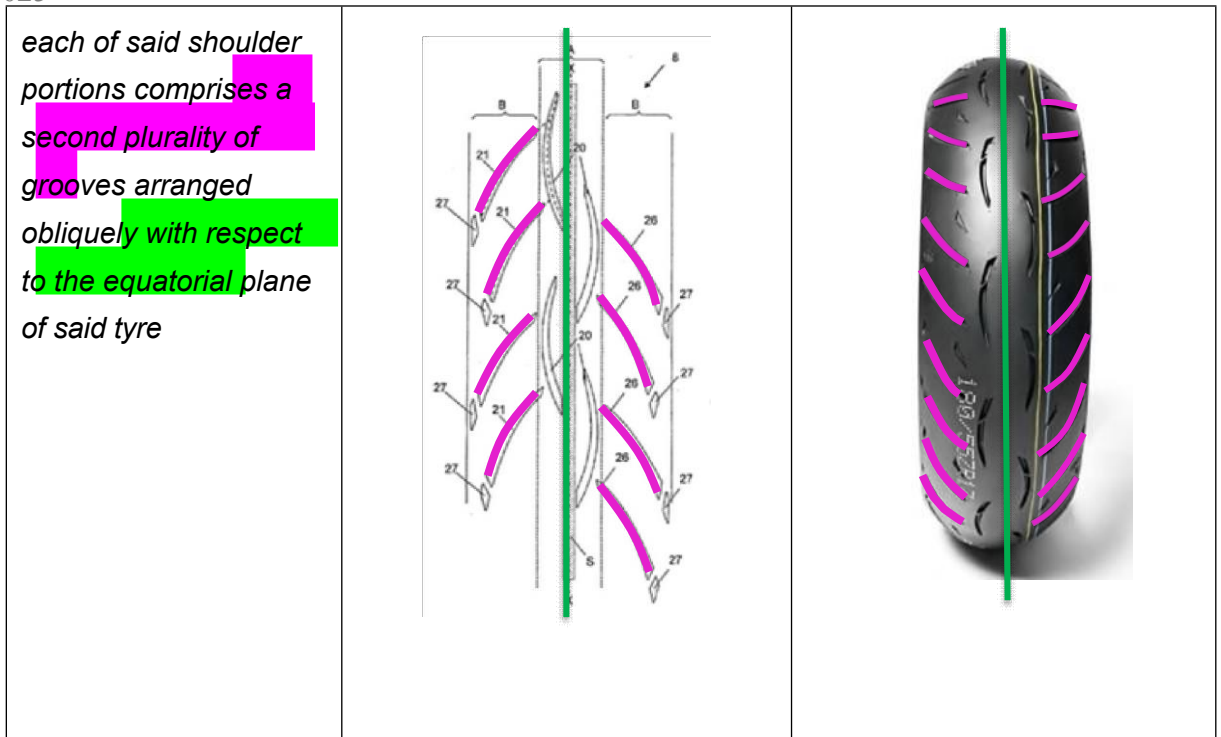 each of said shoulder
portions comprises a
second plurality of
grooves arranged
obliquely with respect
to the equatorial plane
of said tyre
A
8
B
B
21
20
27
21
26
27
26
27
21
20
27
26
27
21
26
27
27
S
27
180/55ZR17